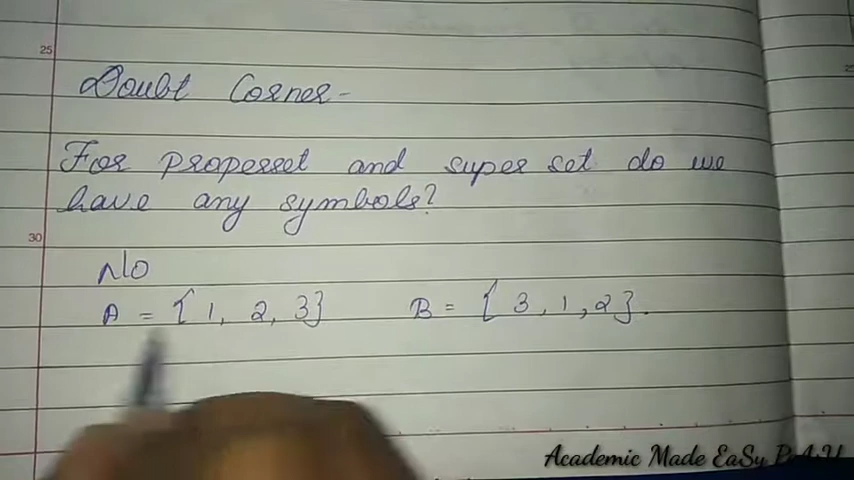 25
Doubt Corner-
For properset and super set do we
have any symbols?
30
No
A = {1, 2, 3} B = {3, 1, 2}.
Academic Made EaSy